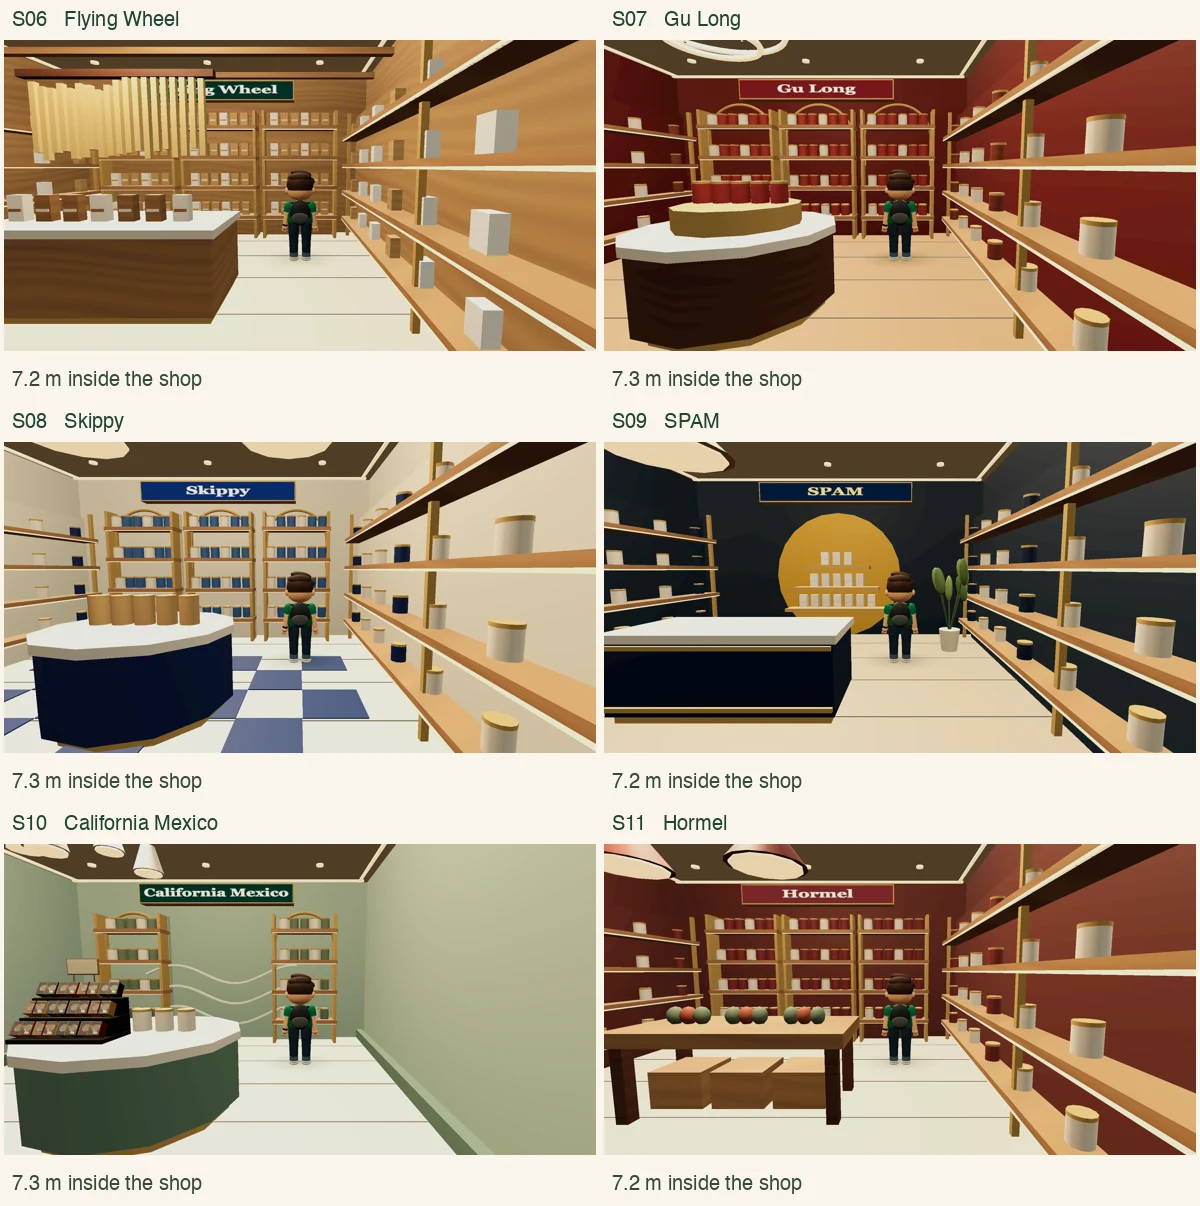 S06 Flying Wheel
S07 Gu Long
g Wheel
Gu Long
7.2 m inside the shop
7.3 m inside the shop
S08 Skippy
S09 SPAM
Skippy
SPAM
7.3 m inside the shop
7.2 m inside the shop
S10 California Mexico
S11 Hormel
California Mexico
Hormel
7.3 m inside the shop
7.2 m inside the shop